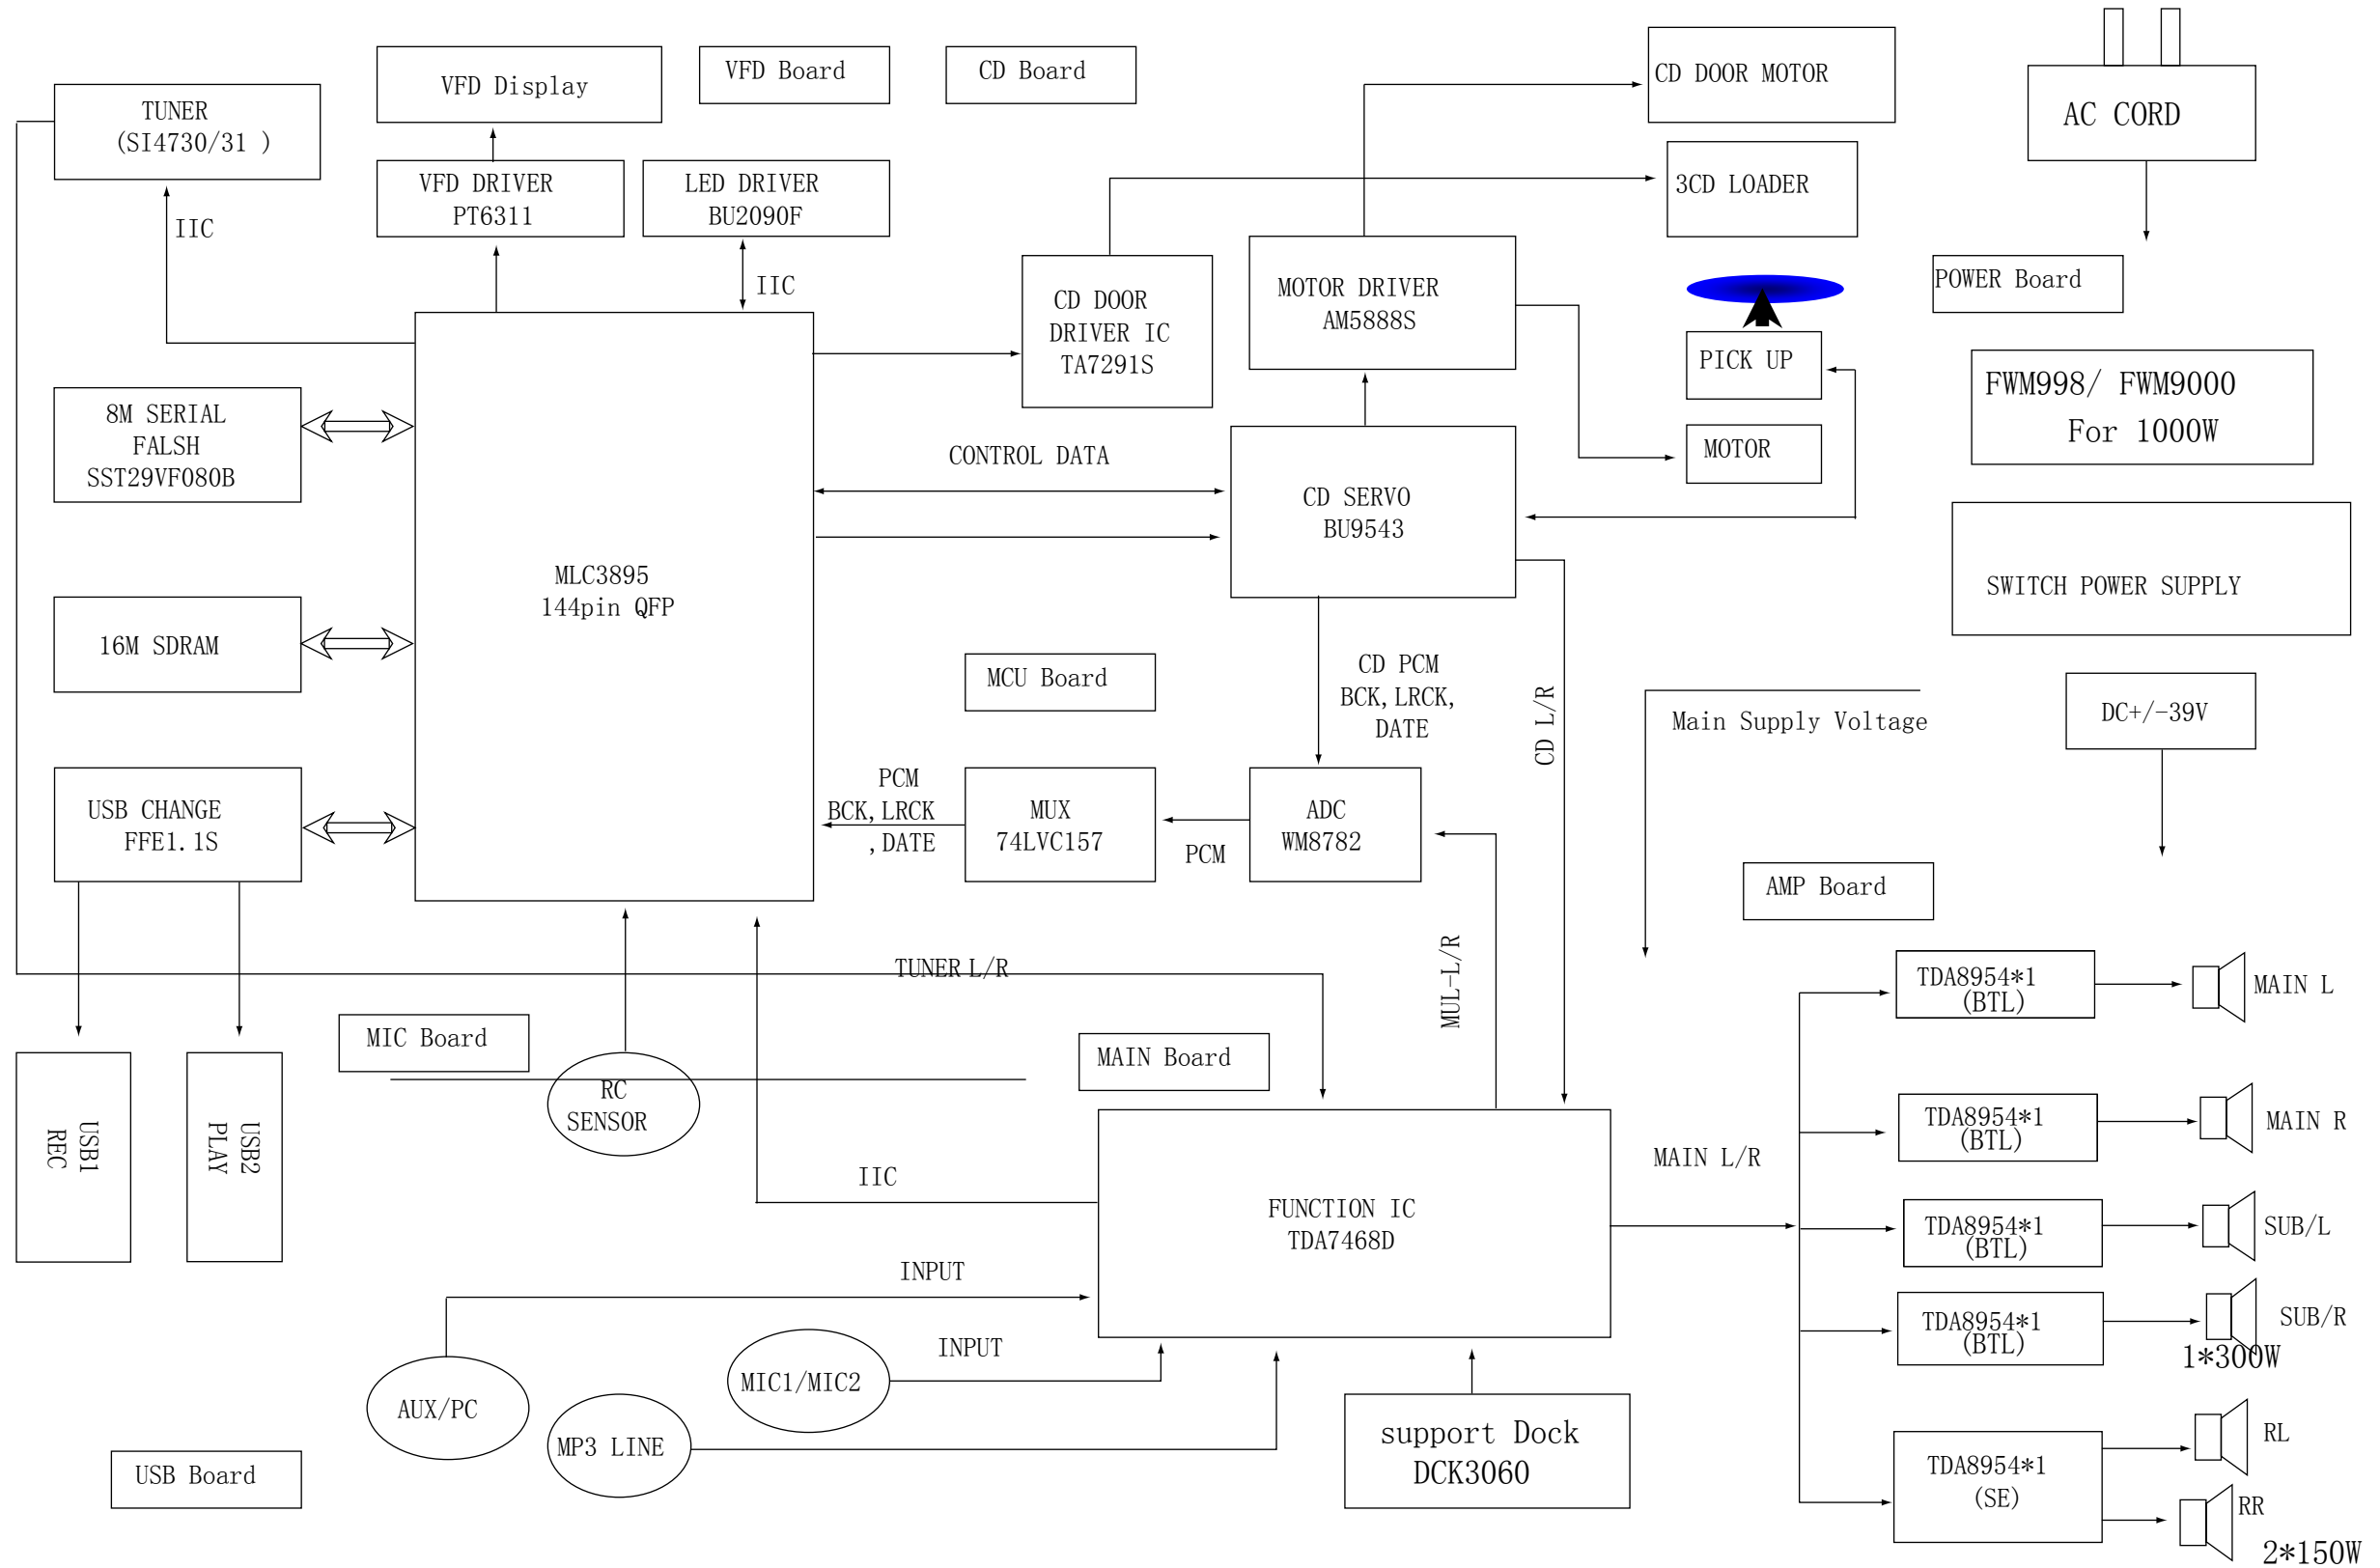 TUNER
(SI4730/31 )
VFD Display
VFD Board
CD Board
CD DOOR MOTOR
AC CORD
VFD DRIVER
PT6311
LED DRIVER
BU2090F
3CD LOADER
IIC
IIC
CD DOOR
DRIVER IC
TA7291S
MOTOR DRIVER
AM5888S
POWER Board
PICK UP
FWM998/ FWM9000
For 1000W
8M SERIAL
FALSH
SST29VF080B
CONTROL DATA
MOTOR
CD SERVO
BU9543
MLC3895
144pin QFP
SWITCH POWER SUPPLY
16M SDRAM
MCU Board
CD PCM
BCK,LRCK,
DATE
CD L/R
Main Supply Voltage
DC+/-39V
USB CHANGE
FFE1.1S
PCM
BCK,LRCK
,DATE
MUX
74LVC157
PCM
ADC
WM8782
AMP Board
TUNER L/R
MUL-L/R
TDA8954*1
(BTL)
MAIN L
MIC Board
MAIN Board
RC
SENSOR
USB1
REC
USB2
PLAY
TDA8954*1
(BTL)
MAIN R
MAIN L/R
IIC
FUNCTION IC
TDA7468D
TDA8954*1
(BTL)
SUB/L
INPUT
INPUT
TDA8954*1
(BTL)
SUB/R
1*300W
AUX/PC
MIC1/MIC2
MP3 LINE
support Dock
DCK3060
USB Board
TDA8954*1
(SE)
RL
RR
2*150W